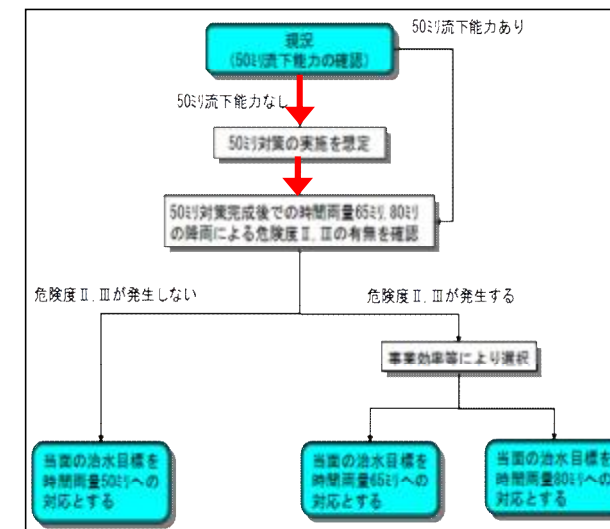 50ミリ流下能力あり
現況
(50ミリ流下能力の確認)
50ミリ流下能力なし
50ミリ対策の実施を想定
50ミリ対策完成後での時間雨量65ミリ,80ミリ
の降雨による危険度Ⅱ,Ⅲの有無を確認
危険度Ⅱ,Ⅲが発生しない
危険度Ⅱ,Ⅲが発生する
事業効率等により選択
当面の治水目標を
時間雨量50ミリへの
対応とする
当面の治水目標を
時間雨量65ミリへの
対応とする
当面の治水目標を
時間雨量80ミリへの
対応とする